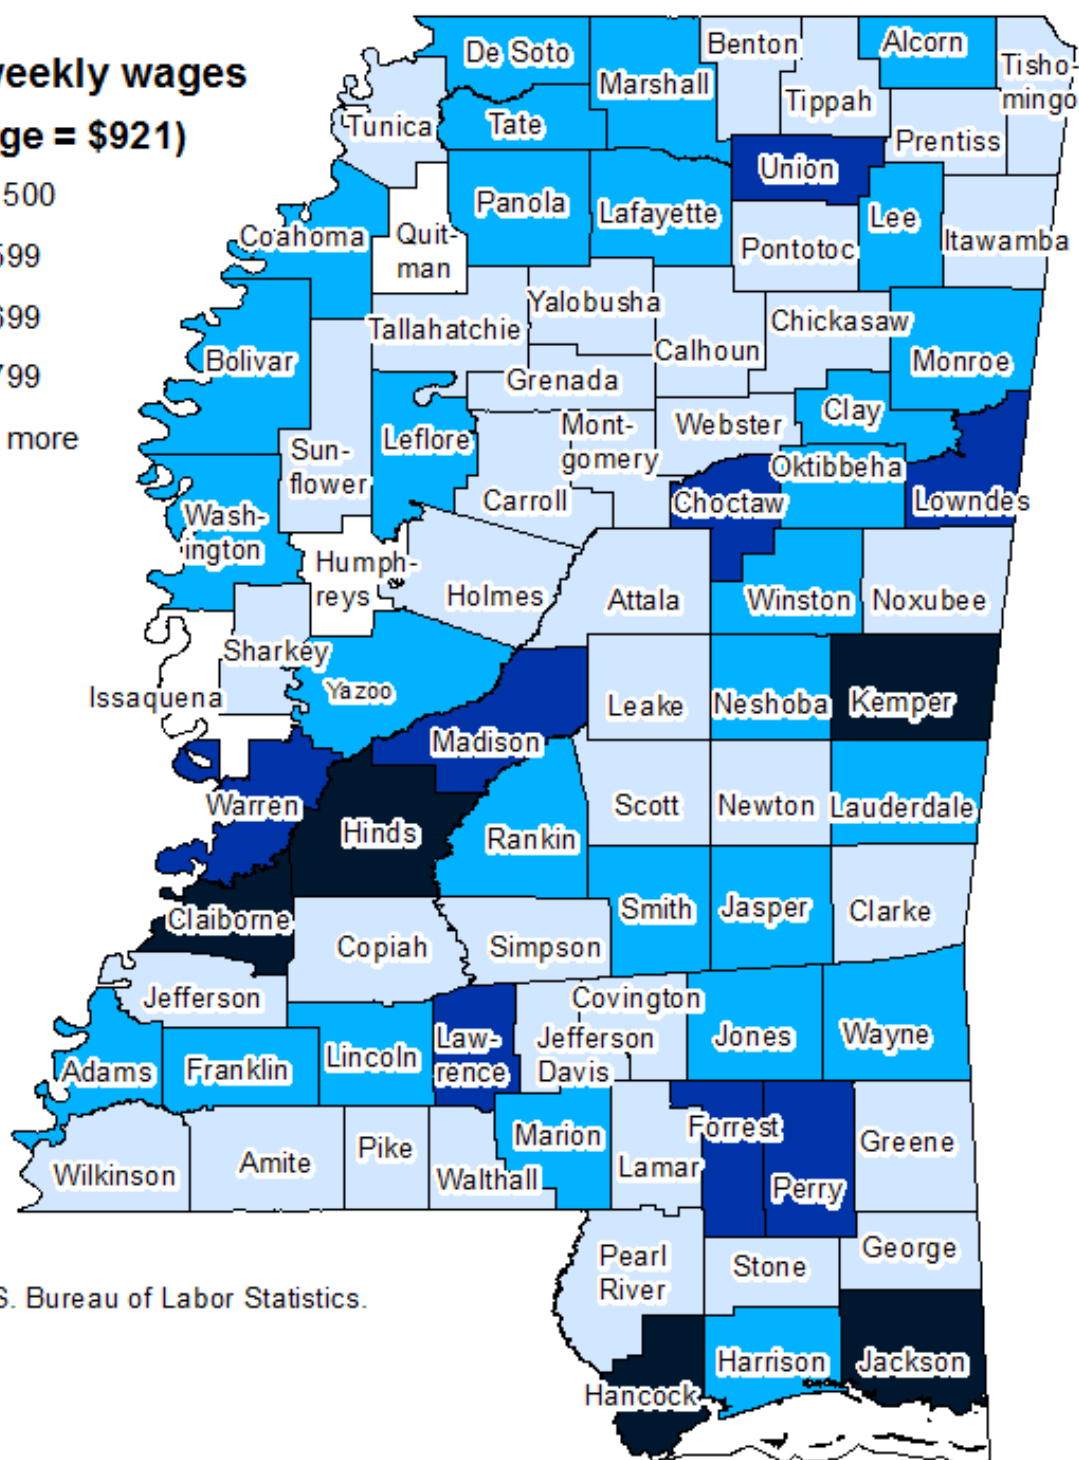 weekly wages
ge = $921)
500
599
699
799
more
De Soto
Benton
Alcorn
Marshall
Tippah
Tisho-
mingo
Tunica
Tate
Prentiss
Union
Panola
Lafayette
Lee
Coahoma
Quit-
man
Pontotoc
Itawamba
Yalobusha
Tallahatchie
Chickasaw
Calhoun
Bolivar
Monroe
Grenada
Clay
Leflore
Mont-
gomery
Webster
Sun-
flower
Oktibbeha
Carroll
Choctaw
Lowndes
Wash-
ington
Humph-
reys
Holmes
Attala
Winston
Noxubee
Sharkey
Issaquena
Yazoo
Leake
Neshoba
Kemper
Madison
Warren
Hinds
Rankin
Scott
Newton
Lauderdale
Claiborne
Copiah
Simpson
Smith
Jasper
Clarke
Jefferson
Covington
Adams
Franklin
Lincoln
Law-
rence
Jefferson
Davis
Jones
Wayne
Wilkinson
Amite
Pike
Walthall
Marion
Lamar
Forrest
Perry
Greene
Pearl
River
Stone
George
S. Bureau of Labor Statistics.
Hancock
Harrison
Jackson